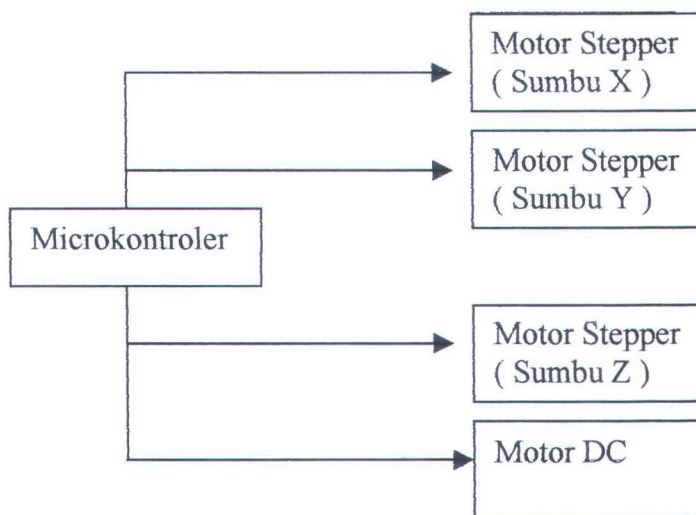 Motor Stepper
( Sumbu X )
Motor Stepper
( Sumbu Y )
Microkontroler
Motor Stepper
( Sumbu Z )
Motor DC